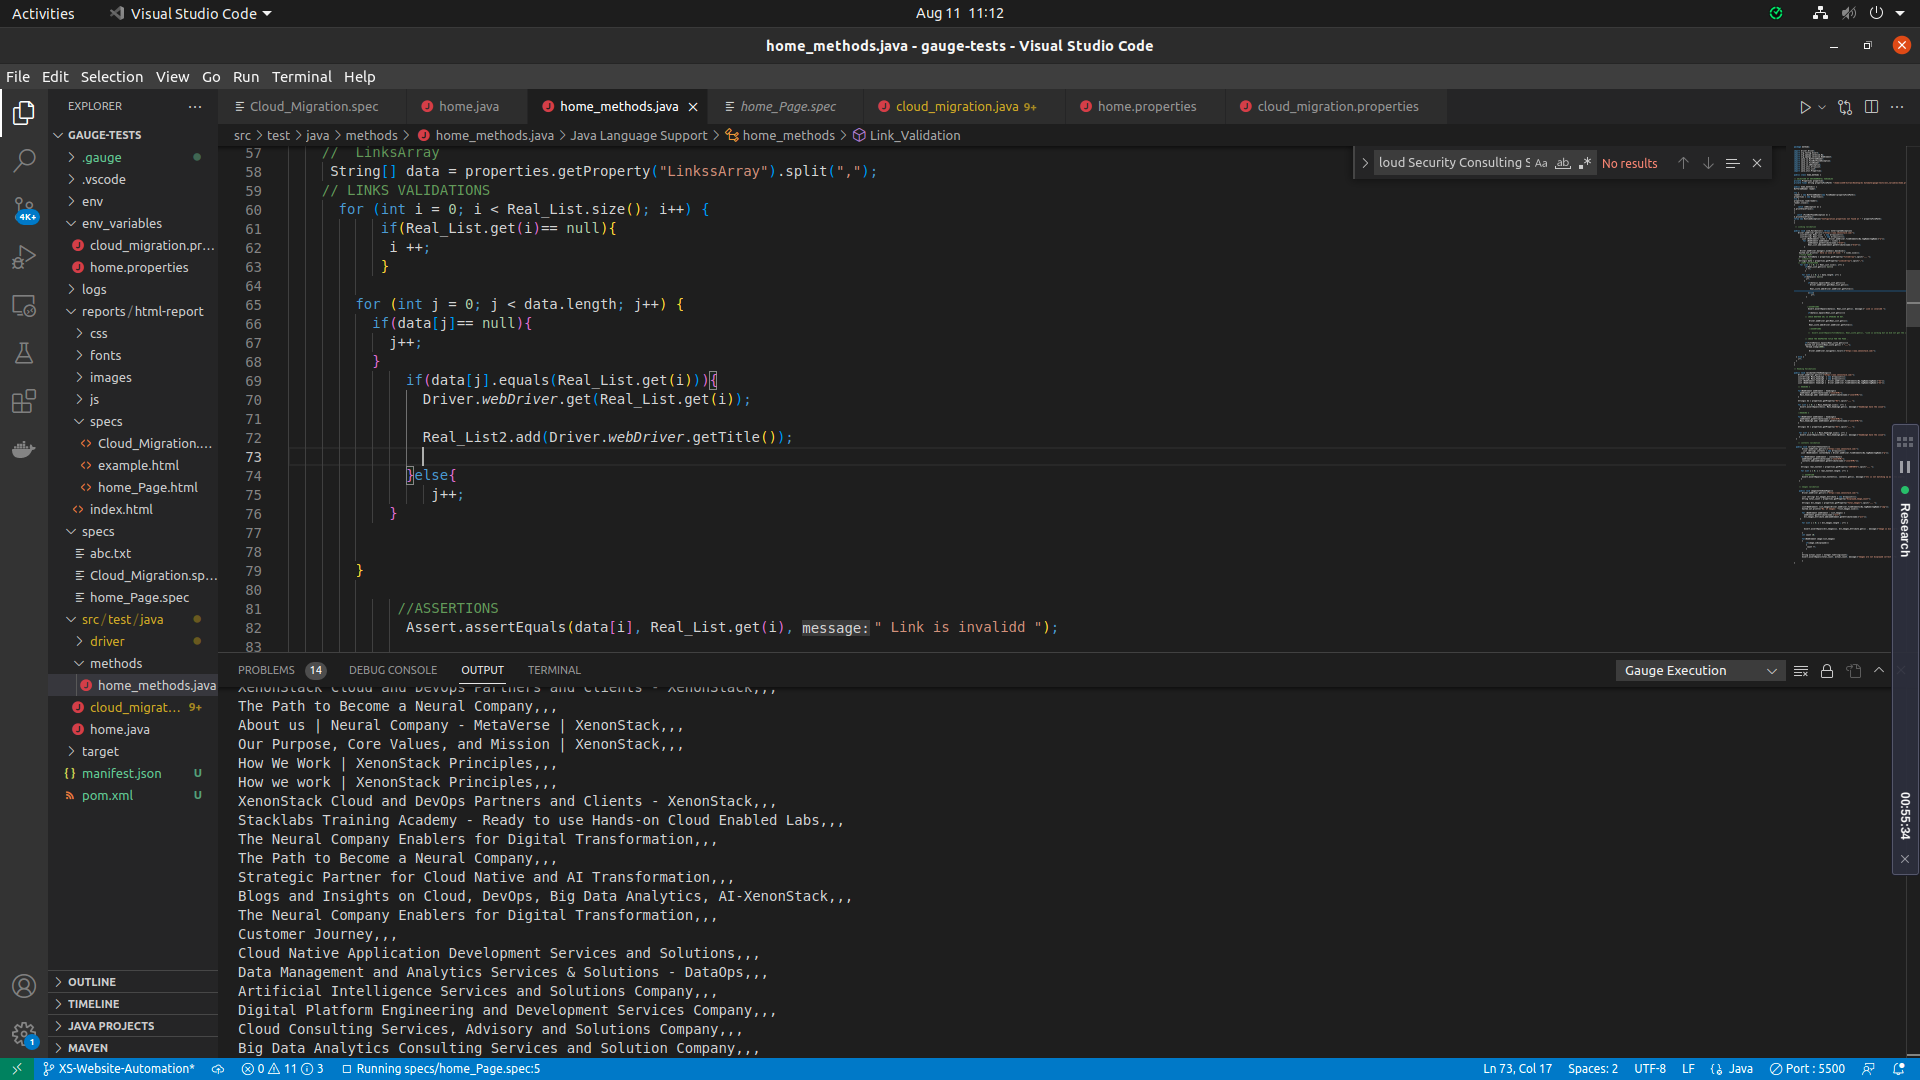 Activities
Visual Studio Code
Aug 11 11:12
home_methods.java - gauge-tests - Visual Studio Code
File Edit Selection View Go Run Terminal Help
EXPLORER
GAUGE-TESTS
.gauge
.vscode
env
env_variables
cloud_migration.pr...
home.properties
logs
reports/html-report
css
fonts
images
js
specs
Cloud_Migration....
example.html
home_Page.html
index.html
specs
abc.txt
Cloud_Migration.sp...
home_Page.spec
src/test/java
driver
methods
home_methods.java
cloud_migrat... 9+
home.java
target
manifest.json U
pom.xml U
OUTLINE
TIMELINE
JAVA PROJECTS
MAVEN
4K+
1
Cloud_Migration.spec
home.java
home_methods.java
home_Page.spec
cloud_migration.java 9+
home.properties
cloud_migration.properties
src > test > java > methods > home_methods.java > Java Language Support > home_methods > Link_Validation
loud Security Consulting S
Aa
ab
No results
57 // LinksArray
58 String[] data = properties.getProperty("LinkssArray").split(",");
59 // LINKS VALIDATIONS
60 for (int i = 0; i < Real_List.size(); i++) {
61 if(Real_List.get(i)== null){
62 i ++;
63 }
64
65 for (int j = 0; j < data.length; j++) {
66 if(data[j]== null){
67 j++;
68 }
69 if(data[j].equals(Real_List.get(i))){
70 Driver.webDriver.get(Real_List.get(i));
71
72 Real_List2.add(Driver.webDriver.getTitle());
73
74 }else{
75 j++;
76 }
77
78
79 }
80
81 //ASSERTIONS
82 Assert.assertEquals(data[i], Real_List.get(i), message:" Link is invalidd ");
83
PROBLEMS 14
DEBUG CONSOLE
OUTPUT
TERMINAL
Gauge Execution
XenonStack Cloud and DevOps Partners and Clients - XenonStack,,,
The Path to Become a Neural Company,,,
About us | Neural Company - MetaVerse | XenonStack,,,
Our Purpose, Core Values, and Mission | XenonStack,,,
How We Work | XenonStack Principles,,,
How we work | XenonStack Principles,,,
XenonStack Cloud and DevOps Partners and Clients - XenonStack,,,
Stacklabs Training Academy - Ready to use Hands-on Cloud Enabled Labs,,,
The Neural Company Enablers for Digital Transformation,,,
The Path to Become a Neural Company,,,
Strategic Partner for Cloud Native and AI Transformation,,,
Blogs and Insights on Cloud, DevOps, Big Data Analytics, AI-XenonStack,,,
The Neural Company Enablers for Digital Transformation,,,
Customer Journey,,,
Cloud Native Application Development Services and Solutions,,,
Data Management and Analytics Services & Solutions - DataOps,,,
Artificial Intelligence Services and Solutions Company,,,
Digital Platform Engineering and Development Services Company,,,
Cloud Consulting Services, Advisory and Solutions Company,,,
Big Data Analytics Consulting Services and Solution Company,,,
Research
00:55:34
XS-Website-Automation*
0 11 3
Running specs/home_Page.spec:5
Ln 73, Col 17
Spaces: 2
UTF-8
LF
Java
Port : 5500